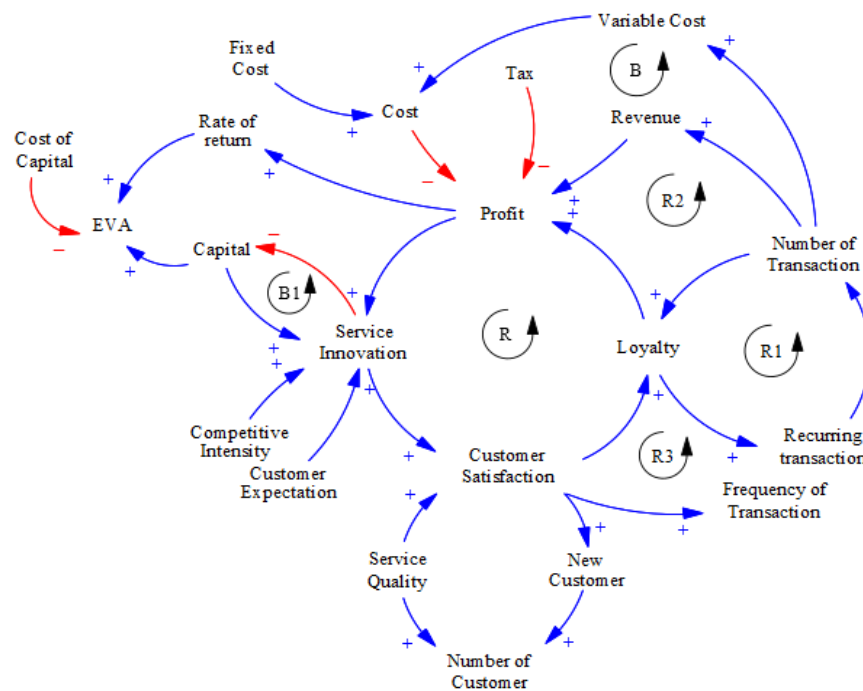 Variable Cost
Fixed
Cost
B
Tax
Cost
Revenue
Rate of
return
Cost of
Capital
R2
Profit
EVA
Capital
Number of
Transaction
B1
Service
Innovation
R
Loyalty
R1
Competitive
Intensity
Customer
Expectation
Customer
Satisfaction
R3
Recurring
transaction
Frequency of
Transaction
Service
Quality
New
Customer
Number of
Customer